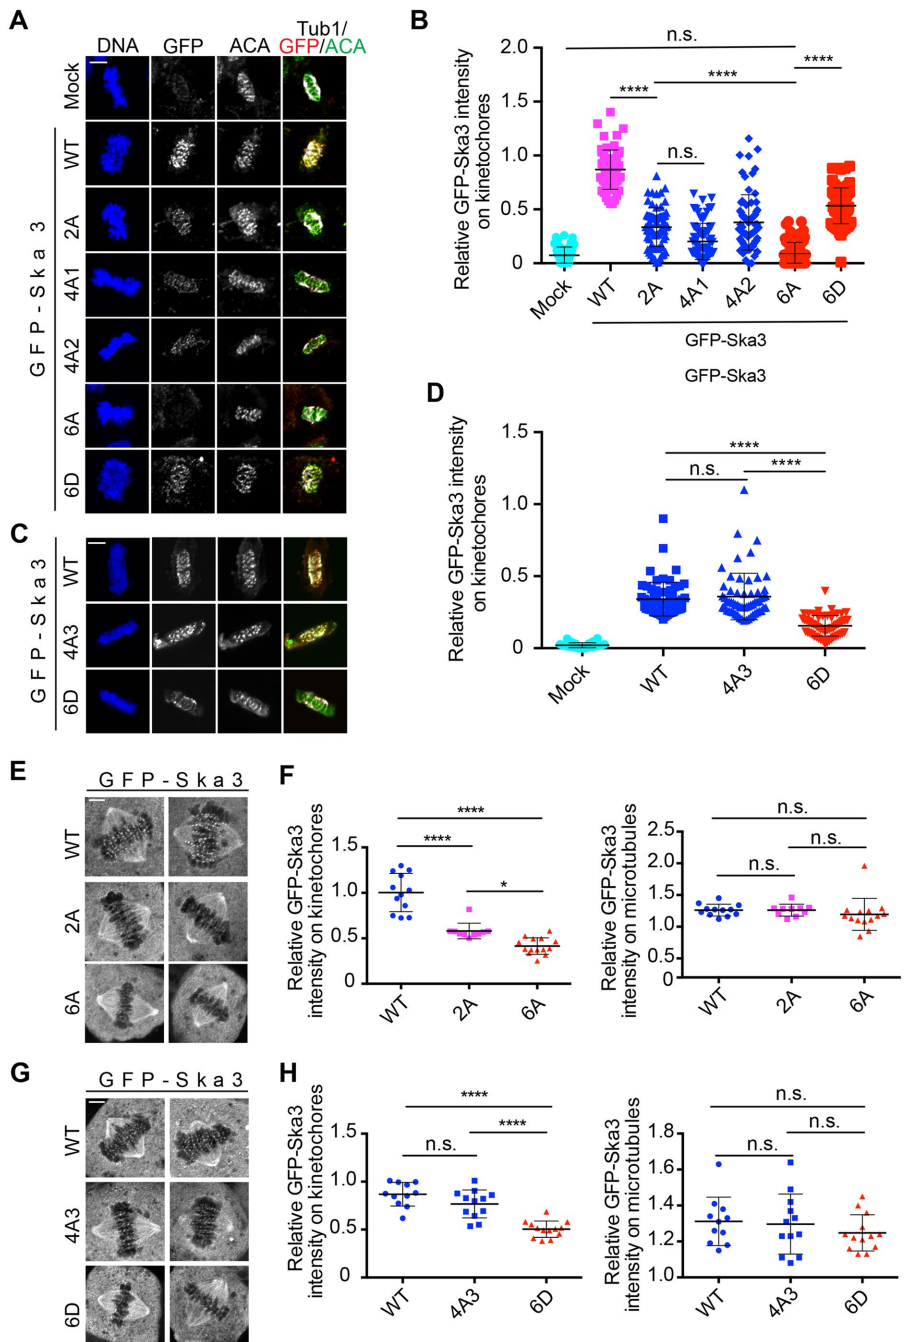 A
DNA GFP ACA Tub1/
GFP/ACA
Mock
GFP-Ska3
WT
2A
4A1
4A2
6A
6D
B
Relative GFP-Ska3 intensity
on kinetochores
2.0
1.5
1.0
0.5
0
n.s.
****
****
****
n.s.
Mock WT 2A 4A1 4A2 6A 6D
GFP-Ska3
C
GFP-Ska3
WT
4A3
6D
D
GFP-Ska3
Relative GFP-Ska3 intensity
on kinetochores
1.5
1.0
0.5
0
****
n.s. ****
Mock WT 4A3 6D
E
GFP-Ska3
WT
2A
6A
F
Relative GFP-Ska3
intensity on kinetochores
1.5
1.0
0.5
0
****
****
*
WT 2A 6A
Relative GFP-Ska3
intensity on microtubules
2.5
2.0
1.5
1.0
0.5
0
n.s.
n.s.
n.s.
WT 2A 6A
G
GFP-Ska3
WT
4A3
6D
H
Relative GFP-Ska3
intensity on kinetochores
1.5
1.0
0.5
0
****
****
n.s.
WT 4A3 6D
Relative GFP-Ska3
intensity on microtubules
1.8
1.6
1.4
1.2
1.0
n.s.
n.s.
n.s.
WT 4A3 6D